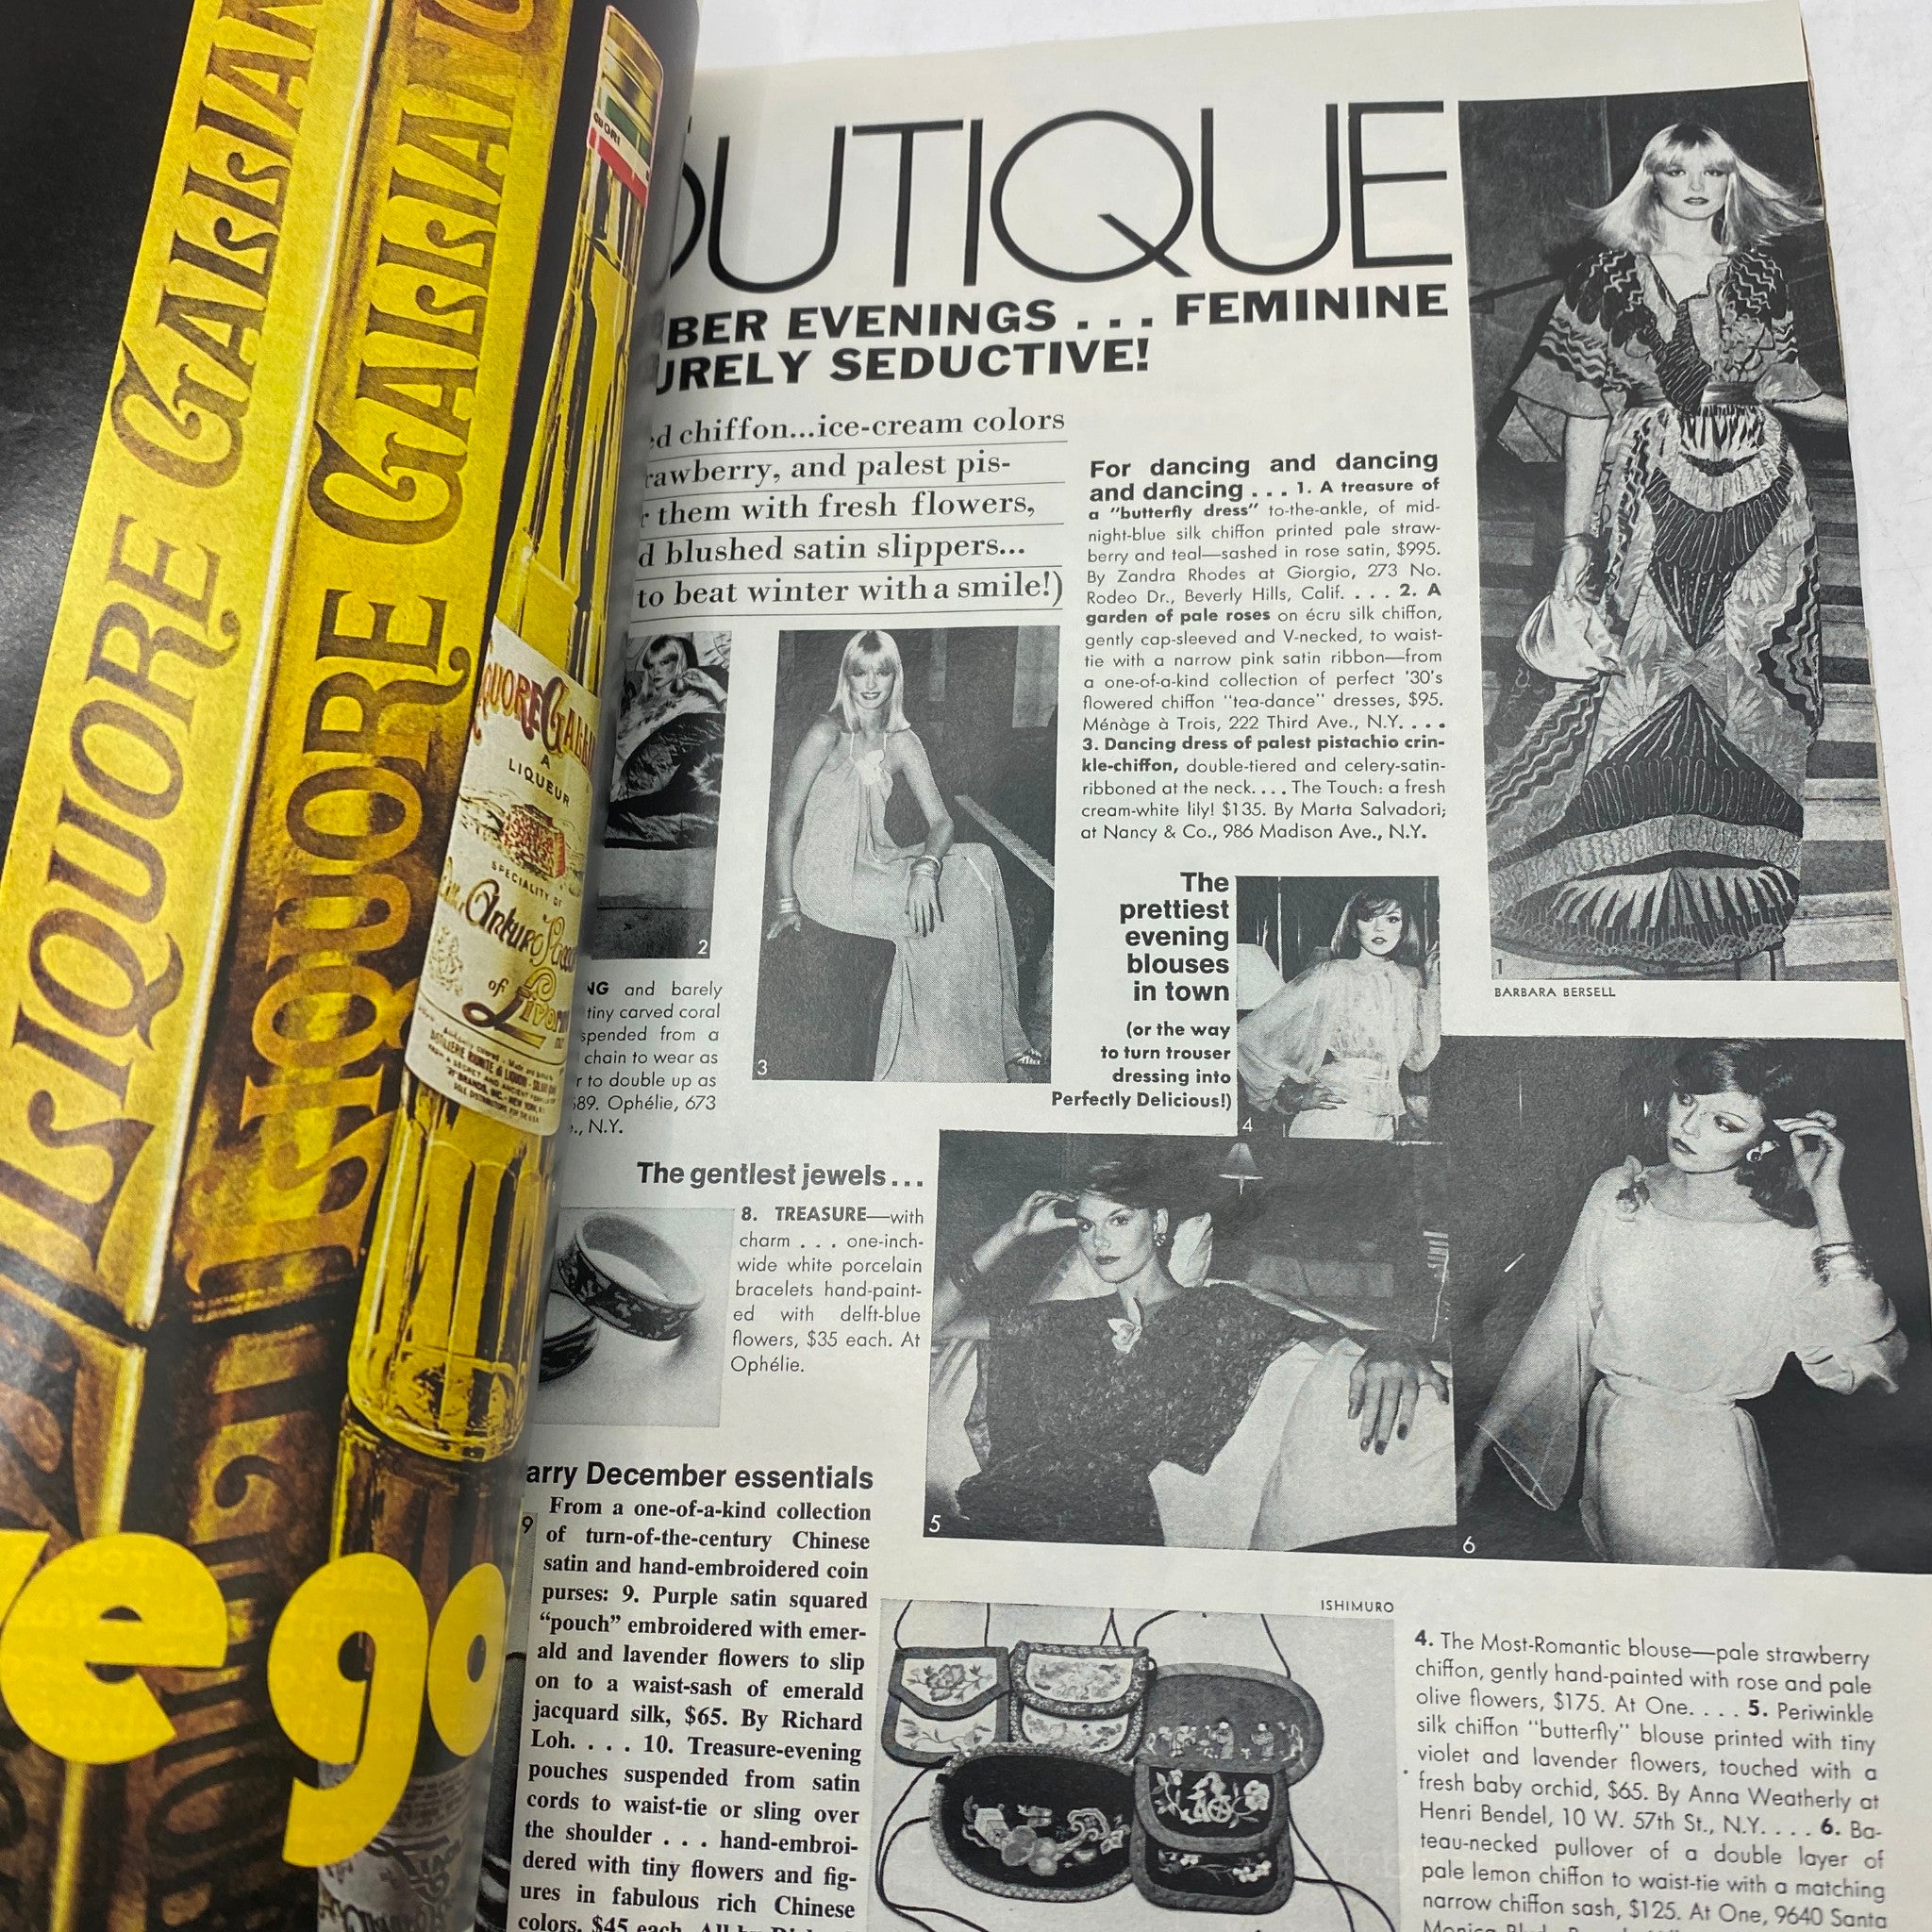 LIQUORE GALLIANO
LIQUORE GALLIANO
LIQUORE GALLIANO
A
LIQUEUR
SPECIALITY OF
Arturo
of Livorno
go
OUTIQUE
BER EVENINGS . . . FEMININE
URELY SEDUCTIVE!
ed chiffon...ice-cream colors
rawberry, and palest pis-
r them with fresh flowers,
d blushed satin slippers...
to beat winter with a smile!)
For dancing and dancing
and dancing . . . 1. A treasure of
a "butterfly dress" to-the-ankle, of mid-
night-blue silk chiffon printed pale straw-
berry and teal—sashed in rose satin, $995.
By Zandra Rhodes at Giorgio, 273 No.
Rodeo Dr., Beverly Hills, Calif. . . . 2. A
garden of pale roses on écru silk chiffon,
gently cap-sleeved and V-necked, to waist-
tie with a narrow pink satin ribbon—from
a one-of-a-kind collection of perfect '30's
flowered chiffon "tea-dance" dresses, $95.
Ménàge à Trois, 222 Third Ave., N.Y. . . .
3. Dancing dress of palest pistachio crin-
kle-chiffon, double-tiered and celery-satin-
ribboned at the neck. . . . The Touch: a fresh
cream-white lily! $135. By Marta Salvadori;
at Nancy & Co., 986 Madison Ave., N.Y.
1
BARBARA BERSELL
2
3
The
prettiest
evening
blouses
in town
(or the way
to turn trouser
dressing into
Perfectly Delicious!)
4
NG and barely
tiny carved coral
spended from a
chain to wear as
r to double up as
$89. Ophélie, 673
., N.Y.
The gentlest jewels . . .
8. TREASURE—with
charm . . . one-inch-
wide white porcelain
bracelets hand-paint-
ed with delft-blue
flowers, $35 each. At
Ophélie.
5
6
ISHIMURO
arry December essentials
9
From a one-of-a-kind collection
of turn-of-the-century Chinese
satin and hand-embroidered coin
purses: 9. Purple satin squared
"pouch" embroidered with emer-
ald and lavender flowers to slip
on to a waist-sash of emerald
jacquard silk, $65. By Richard
Loh. . . . 10. Treasure-evening
pouches suspended from satin
cords to waist-tie or sling over
the shoulder . . . hand-embroi-
dered with tiny flowers and fig-
ures in fabulous rich Chinese
colors, $45 each. All by
4. The Most-Romantic blouse—pale strawberry
chiffon, gently hand-painted with rose and pale
olive flowers, $175. At One. . . . 5. Periwinkle
silk chiffon "butterfly" blouse printed with tiny
violet and lavender flowers, touched with a
fresh baby orchid, $65. By Anna Weatherly at
Henri Bendel, 10 W. 57th St., N.Y. . . . 6. Ba-
teau-necked pullover of a double layer of
pale lemon chiffon to waist-tie with a matching
narrow chiffon sash, $125. At One, 9640 Santa